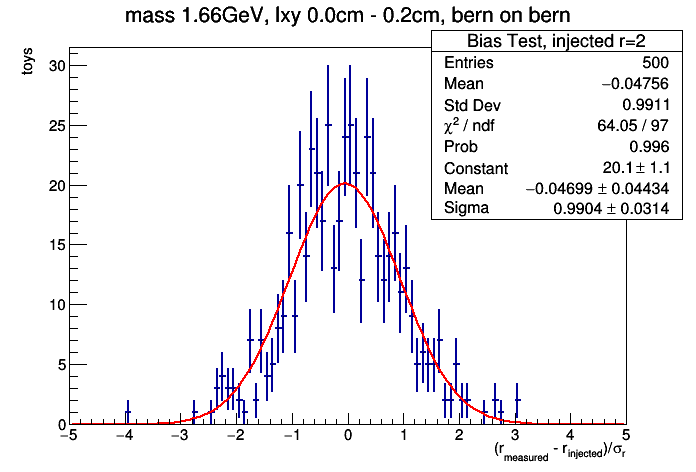 mass 1.66GeV, lxy 0.0cm - 0.2cm, bern on bern
Bias Test, injected r=2
Entries 500
Mean −0.04756
Std Dev 0.9911
χ² / ndf 64.05 / 97
Prob 0.996
Constant 20.1 ± 1.1
Mean −0.04699 ± 0.04434
Sigma 0.9904 ± 0.0314
toys
30
25
20
15
10
5
0
−5 −4 −3 −2 −1 0 1 2 3 4 5
(r_measured - r_injected)/σ_r